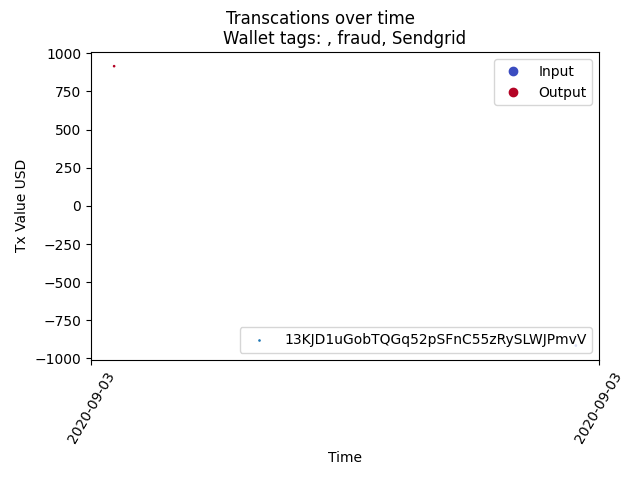 Transcations over time
Wallet tags: , fraud, Sendgrid
1000
750
500
250
0
−250
−500
−750
−1000
Tx Value USD
Input
Output
13KJD1uGobTQGq52pSFnC55zRySLWJPmvV
2020-09-03
2020-09-03
Time